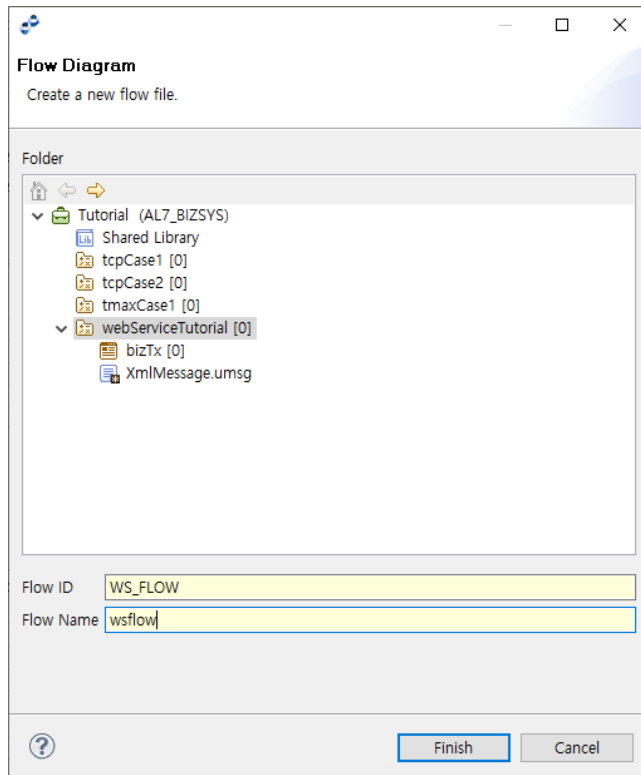 Flow Diagram
Create a new flow file.
Folder
Tutorial (AL7_BIZSYS)
Lib Shared Library
tcpCase1 [0]
tcpCase2 [0]
tmaxCase1 [0]
webServiceTutorial [0]
bizTx [0]
XmlMessage.umsg
Flow ID WS_FLOW
Flow Name wsflow
? Finish Cancel